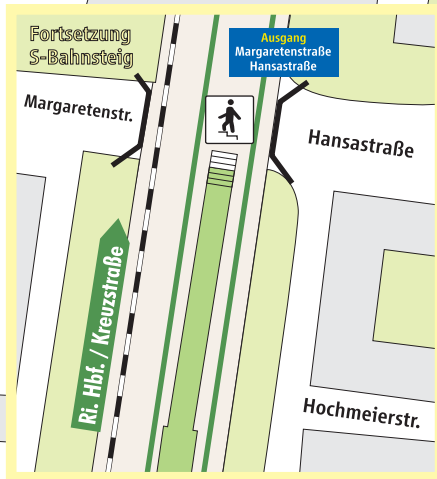 Fortsetzung
S-Bahnsteig
Ausgang
Margaretenstraße
Hansastraße
Margaretenstr.
Hansastraße
Ri. Hbf. / Kreuzstraße
Hochmeierstr.